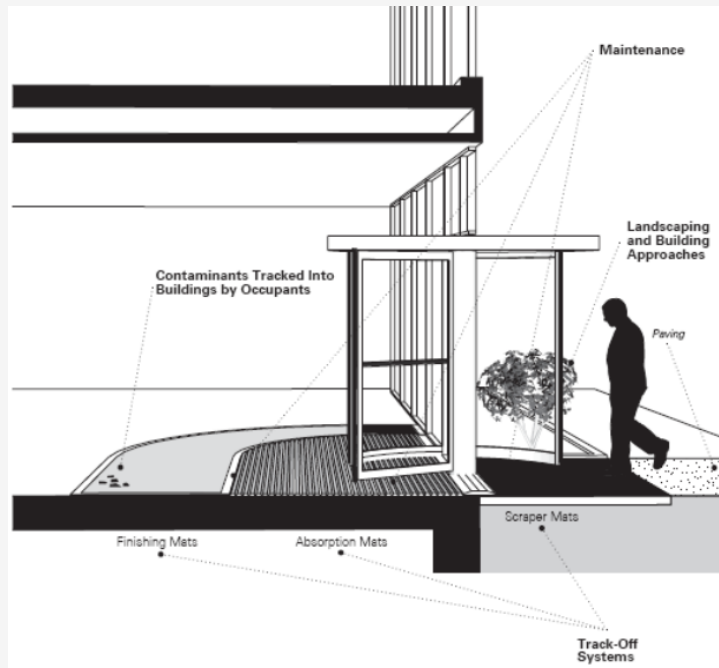 Maintenance
Landscaping
and Building
Approaches
Contaminants Tracked Into
Buildings by Occupants
Paving
Scraper Mats
Finishing Mats
Absorption Mats
Track-Off
Systems